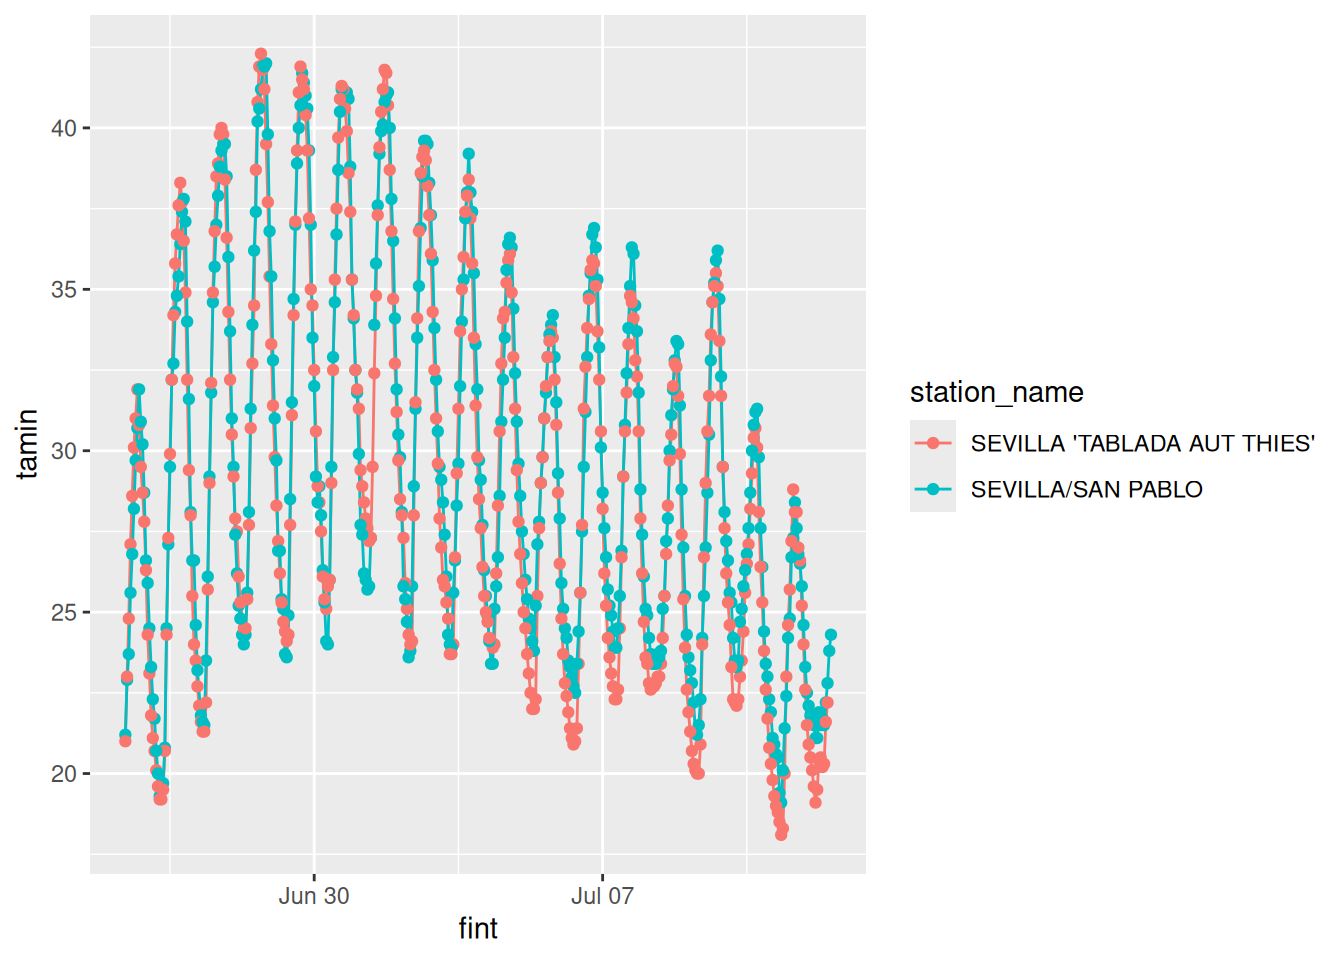 40
35
30
25
20
tamin
Jun 30
Jul 07
fint
station_name
SEVILLA 'TABLADA AUT THIES'
SEVILLA/SAN PABLO